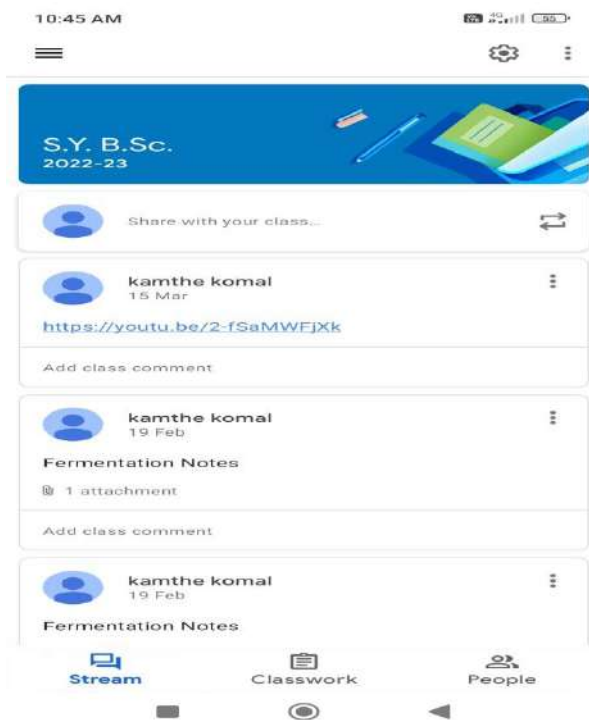 10:45 AM
4G
55
S.Y. B.Sc.
2022-23
Share with your class...
kamthe komal
15 Mar
https://youtu.be/2-fSaMWFjXk
Add class comment
kamthe komal
19 Feb
Fermentation Notes
1 attachment
Add class comment
kamthe komal
19 Feb
Fermentation Notes
Stream Classwork People